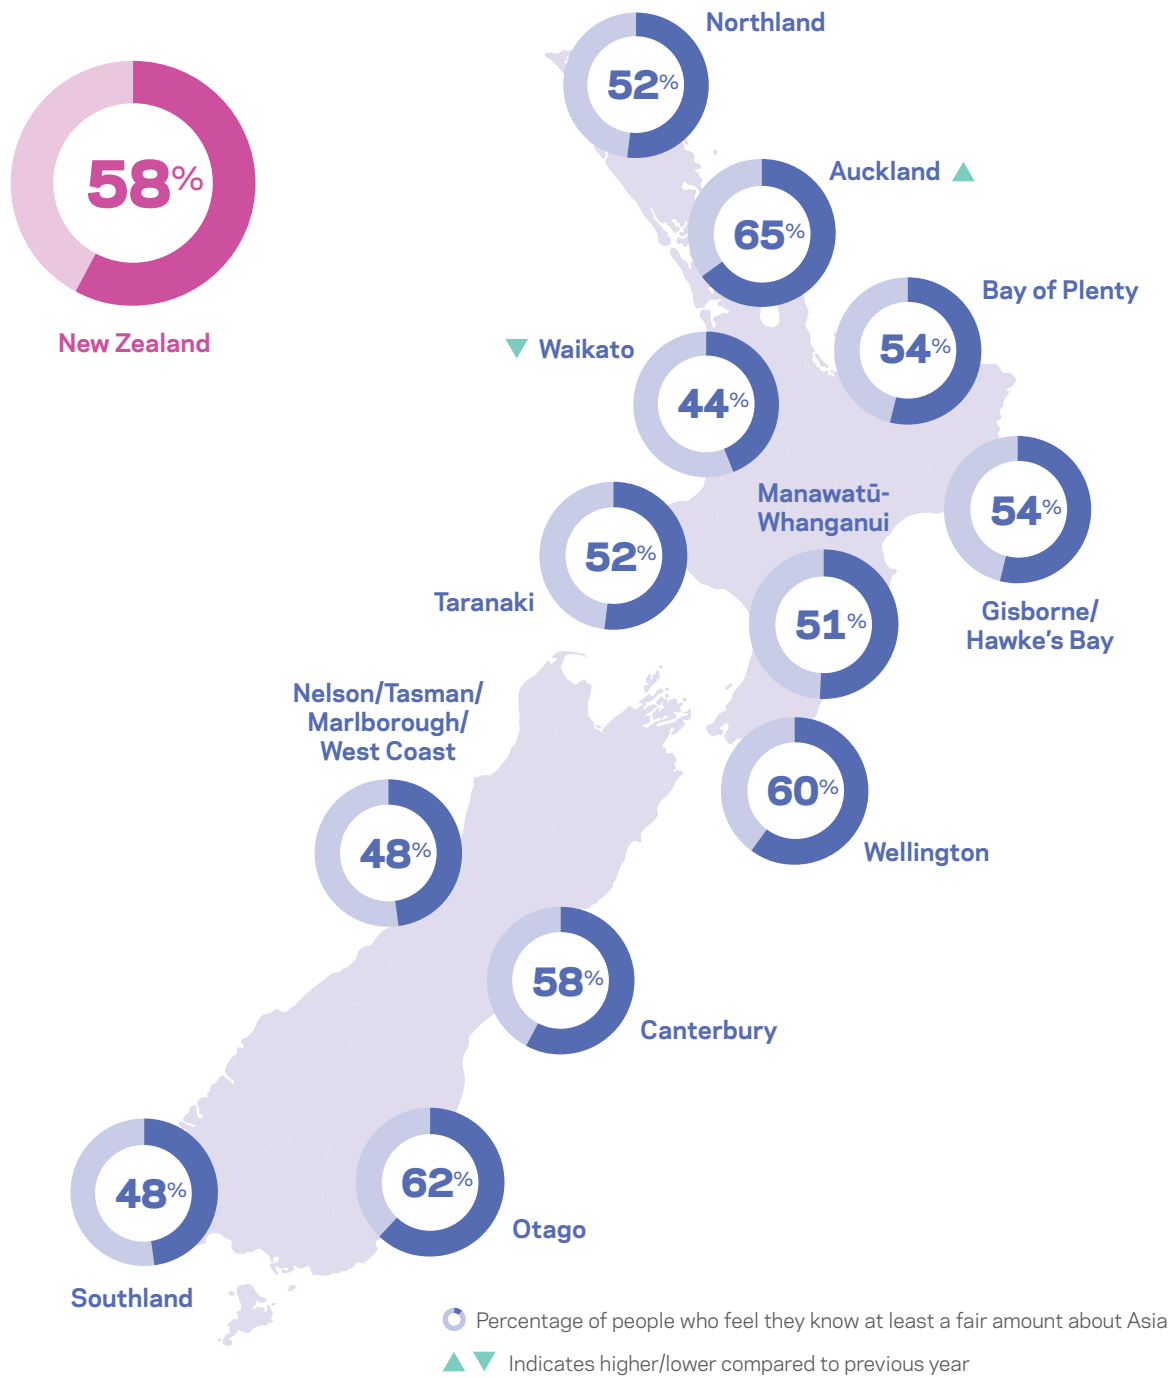 Northland
52%
58%
New Zealand
Auckland
65%
Bay of Plenty
54%
Waikato
44%
Manawatū-
Whanganui
51%
54%
Gisborne/
Hawke’s Bay
52%
Taranaki
Nelson/Tasman/
Marlborough/
West Coast
48%
60%
Wellington
58%
Canterbury
48%
Southland
62%
Otago
Percentage of people who feel they know at least a fair amount about Asia
Indicates higher/lower compared to previous year